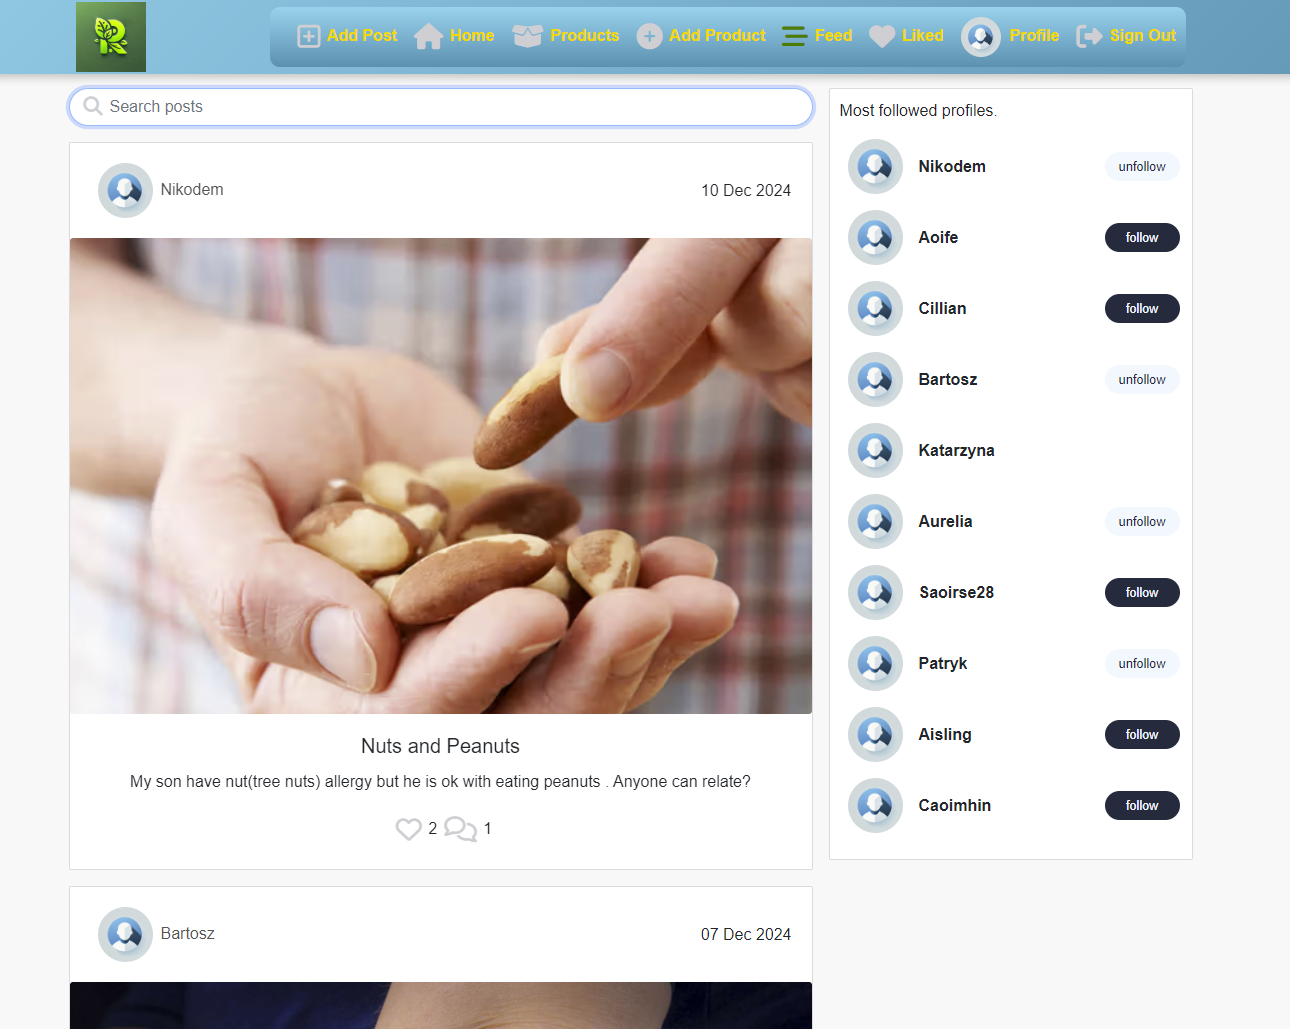 Add Post Home Products Add Product Feed Liked Profile Sign Out
Search posts
Nikodem 10 Dec 2024
Nuts and Peanuts
My son have nut(tree nuts) allergy but he is ok with eating peanuts . Anyone can relate?
2 1
Bartosz 07 Dec 2024
Most followed profiles.
Nikodem unfollow
Aoife follow
Cillian follow
Bartosz unfollow
Katarzyna
Aurelia unfollow
Saoirse28 follow
Patryk unfollow
Aisling follow
Caoimhin follow